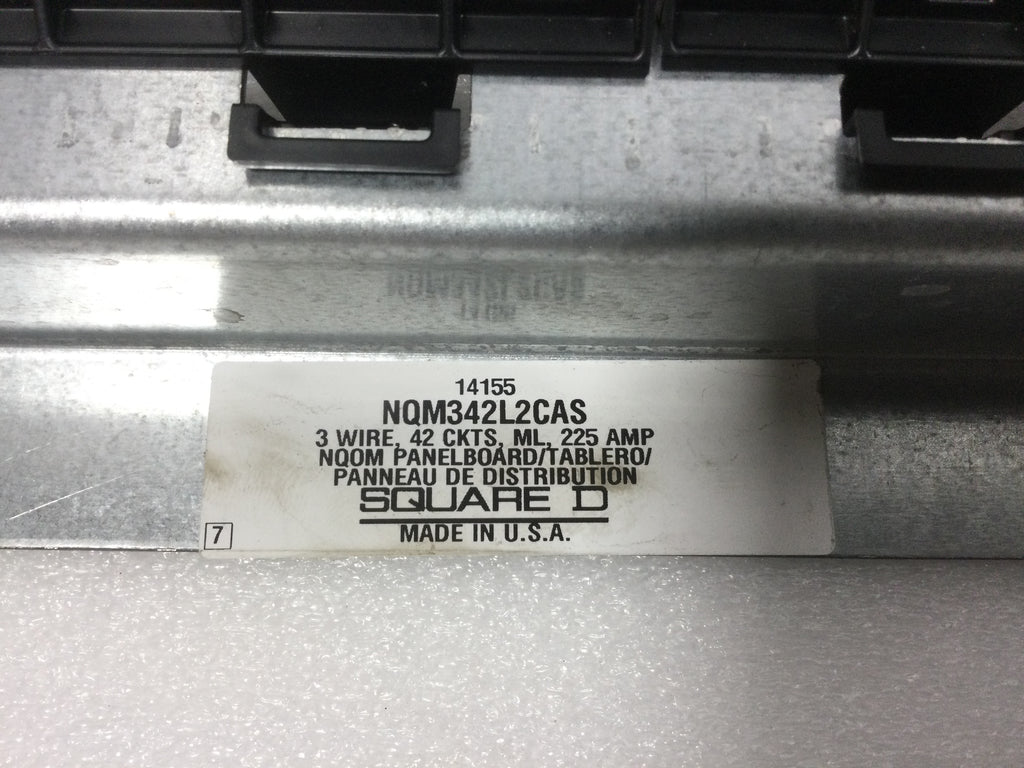 14155
NQM342L2CAS
3 WIRE, 42 CKTS, ML, 225 AMP
NQOM PANELBOARD/TABLERO/
PANNEAU DE DISTRIBUTION
SQUARE D
MADE IN U.S.A.
7